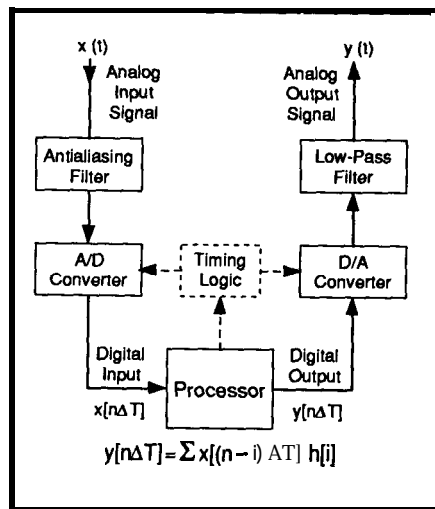 x (t)
Analog
Input
Signal
Antialiasing
Filter
A/D
Converter
Digital
Input
x[nΔT]
Timing
Logic
Processor
y (t)
Analog
Output
Signal
Low-Pass
Filter
D/A
Converter
Digital
Output
y[nΔT]
y[nΔT] = Σ x[(n – i) AT] h[i]